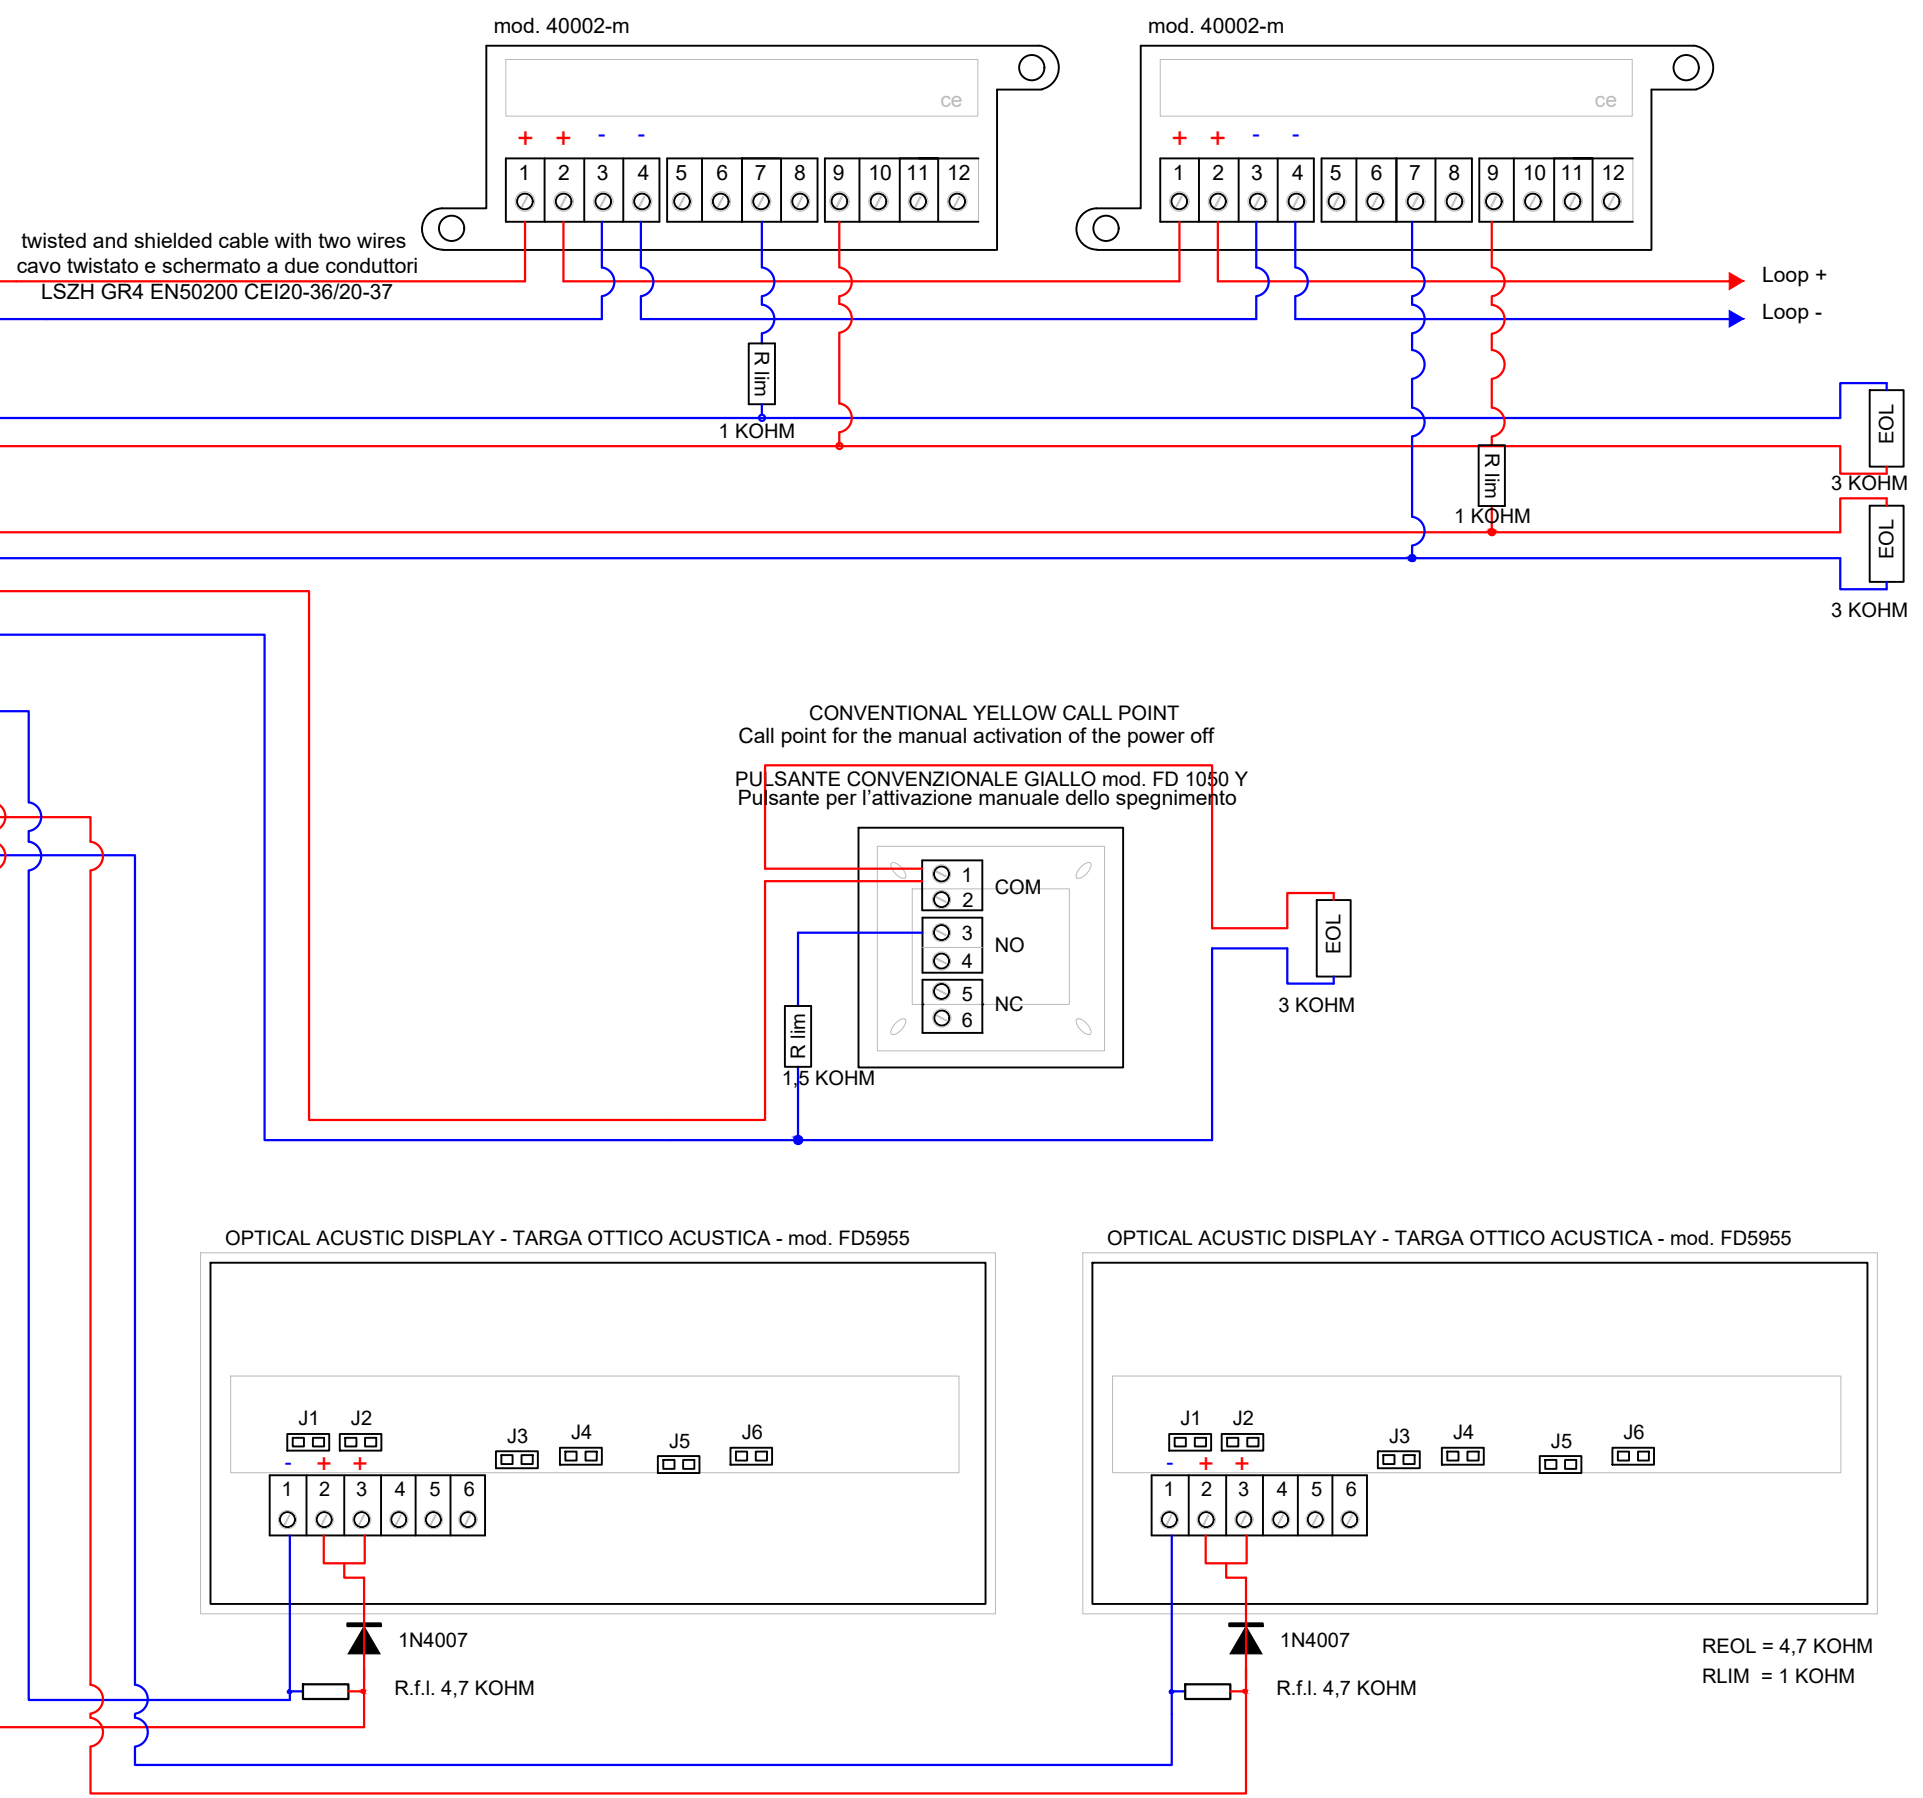 mod. 40002-m
mod. 40002-m
ce
ce
+ + - -
+ + - -
1 2 3 4 5 6 7 8 9 10 11 12
1 2 3 4 5 6 7 8 9 10 11 12
twisted and shielded cable with two wires
cavo twistato e schermato a due conduttori
LSZH GR4 EN50200 CEI20-36/20-37
Loop +
Loop -
R lim
1 KOHM
EOL
3 KOHM
R lim
1 KOHM
EOL
3 KOHM
CONVENTIONAL YELLOW CALL POINT
Call point for the manual activation of the power off
PULSANTE CONVENZIONALE GIALLO mod. FD 1050 Y
Pulsante per l'attivazione manuale dello spegnimento
1
COM
2
3
NO
4
5
NC
6
R lim
1,5 KOHM
EOL
3 KOHM
OPTICAL ACUSTIC DISPLAY - TARGA OTTICO ACUSTICA - mod. FD5955
J1 J2 J3 J4 J5 J6
- + +
1 2 3 4 5 6
1N4007
R.f.l. 4,7 KOHM
OPTICAL ACUSTIC DISPLAY - TARGA OTTICO ACUSTICA - mod. FD5955
J1 J2 J3 J4 J5 J6
- + +
1 2 3 4 5 6
1N4007
R.f.l. 4,7 KOHM
REOL = 4,7 KOHM
RLIM = 1 KOHM